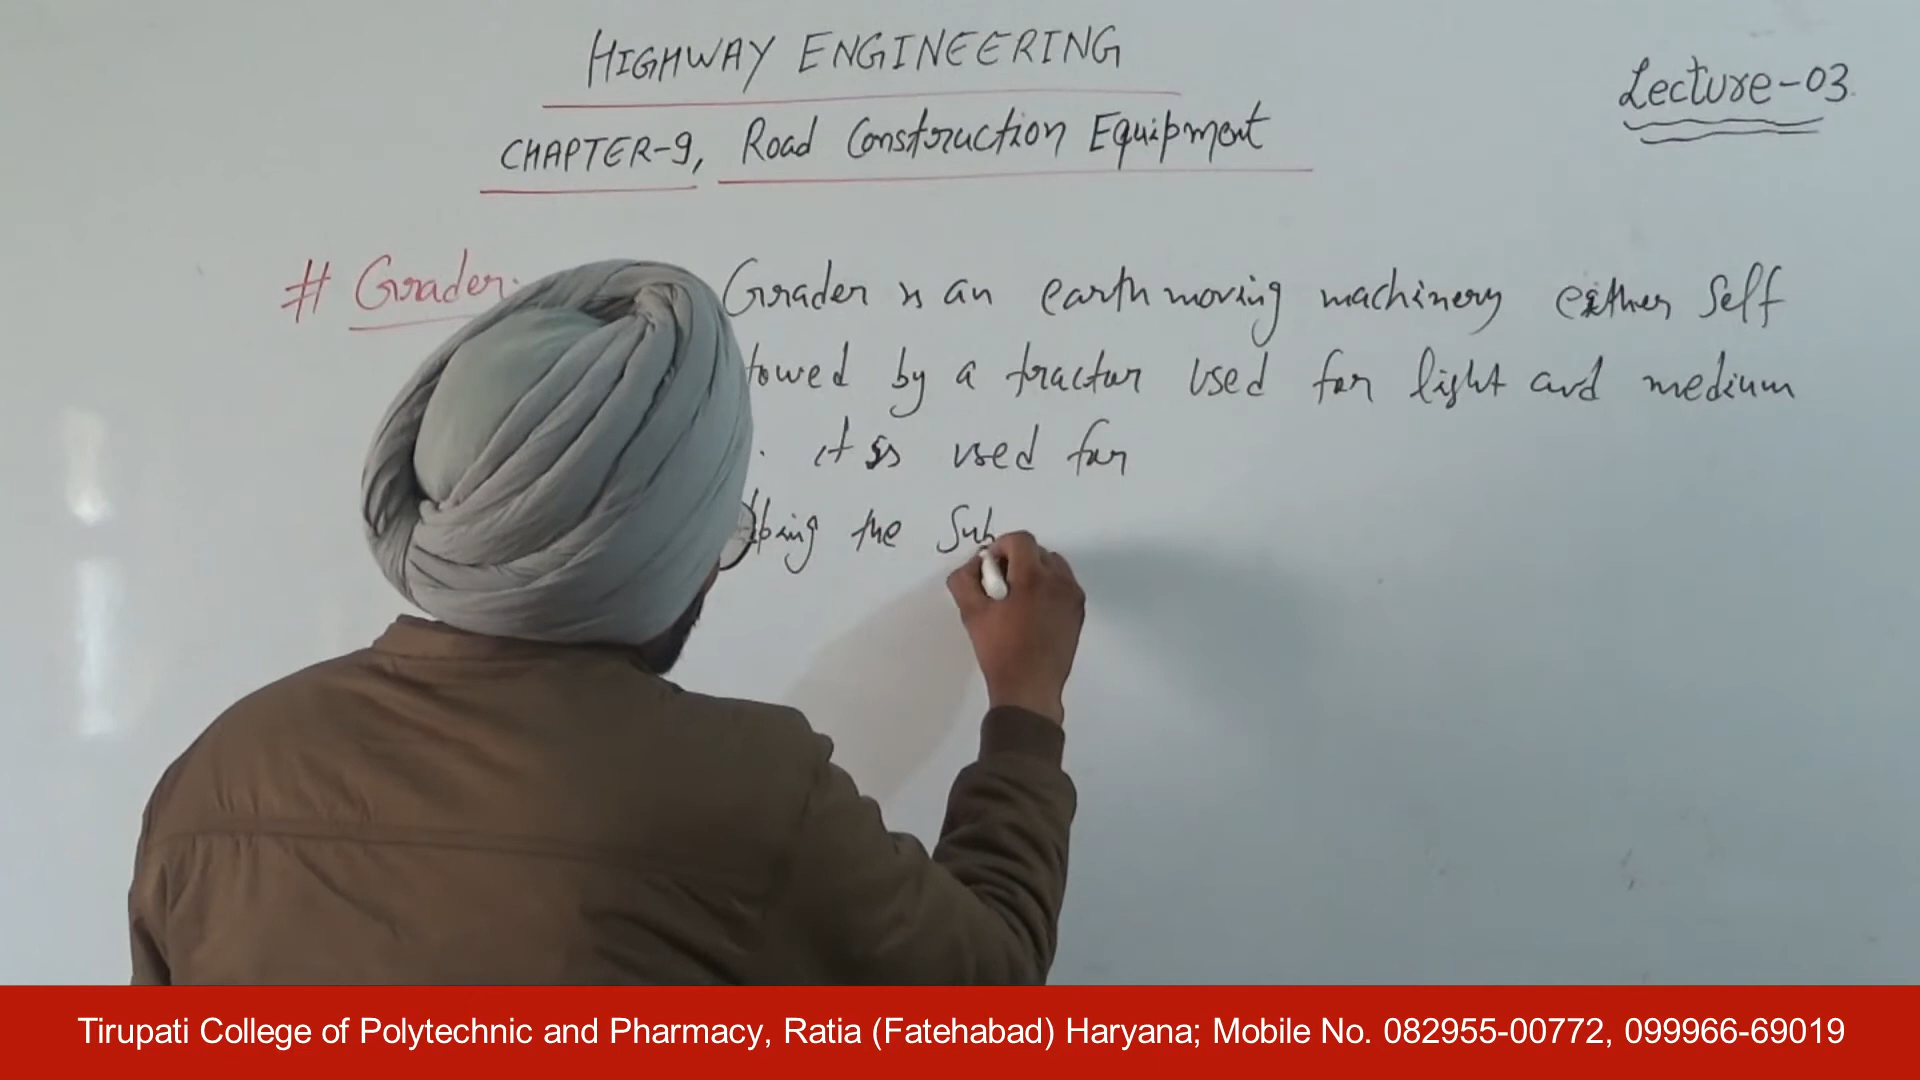 HIGHWAY ENGINEERING
Lecture-03
CHAPTER-9, Road Construction Equipment
# Grader.
Grader is an earth moving machinery either Self
towed by a tractor used for light and medium
. it is used for
the Sub
Tirupati College of Polytechnic and Pharmacy, Ratia (Fatehabad) Haryana; Mobile No. 082955-00772, 099966-69019